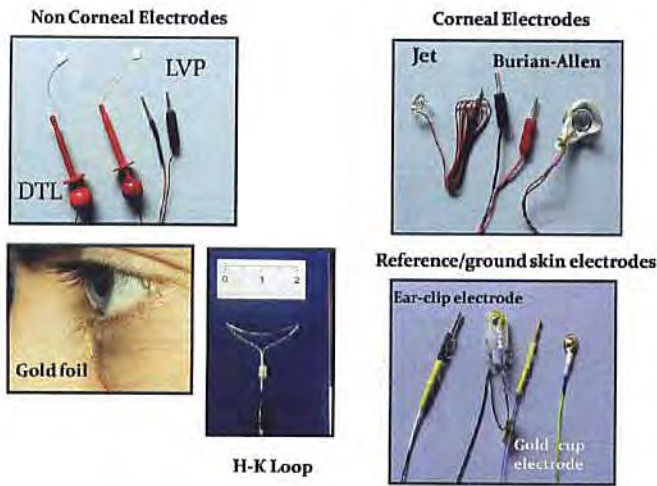 Non Corneal Electrodes
LVP
DTL
Gold foil
0 1 2
H-K Loop
Corneal Electrodes
Jet
Burian-Allen
Reference/ground skin electrodes
Ear-clip electrode
Gold cup
electrode